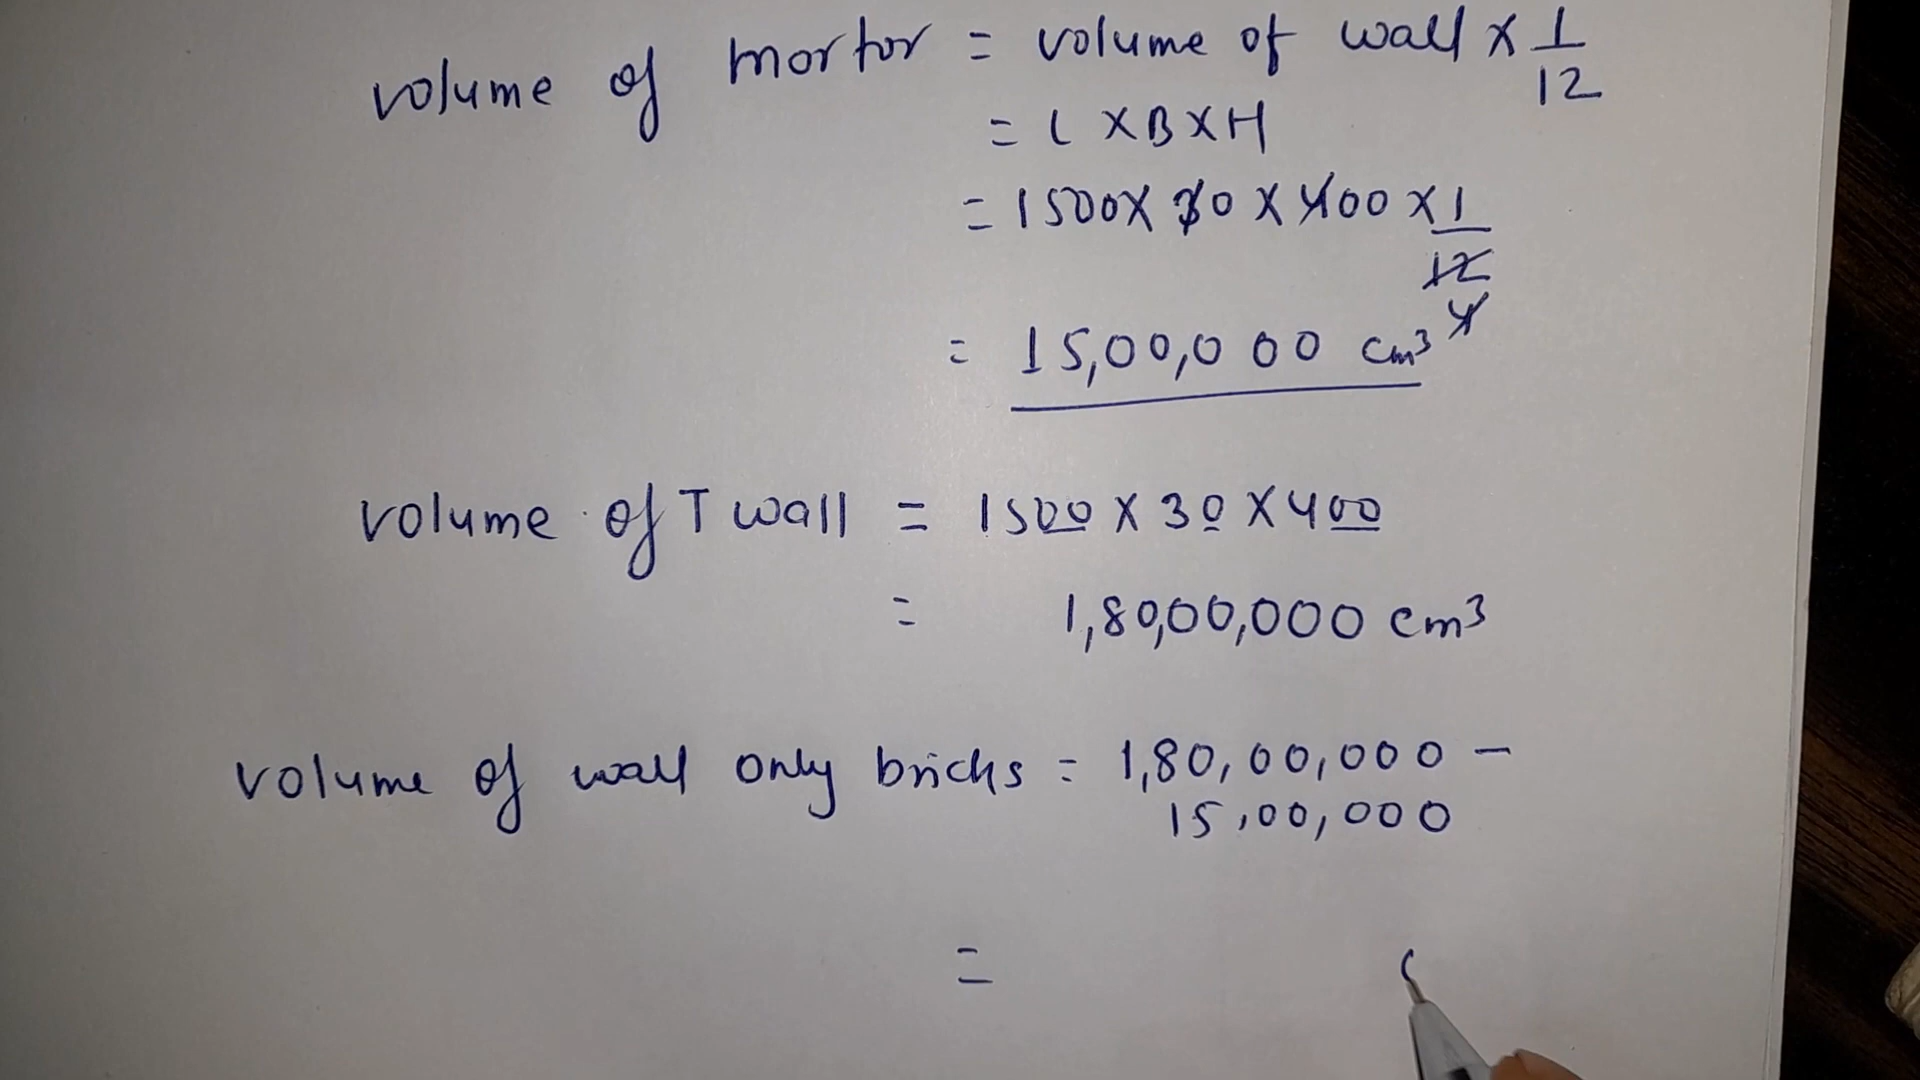 volume of mortor = volume of wall x 1/12
= L x B x H
= 1500 x 30 x 400 x 1/12
4
= 15,00,000 cm³
volume of T wall = 1500 x 30 x 400
= 1,80,00,000 cm³
volume of wall only bricks = 1,80,00,000 -
15,00,000
=